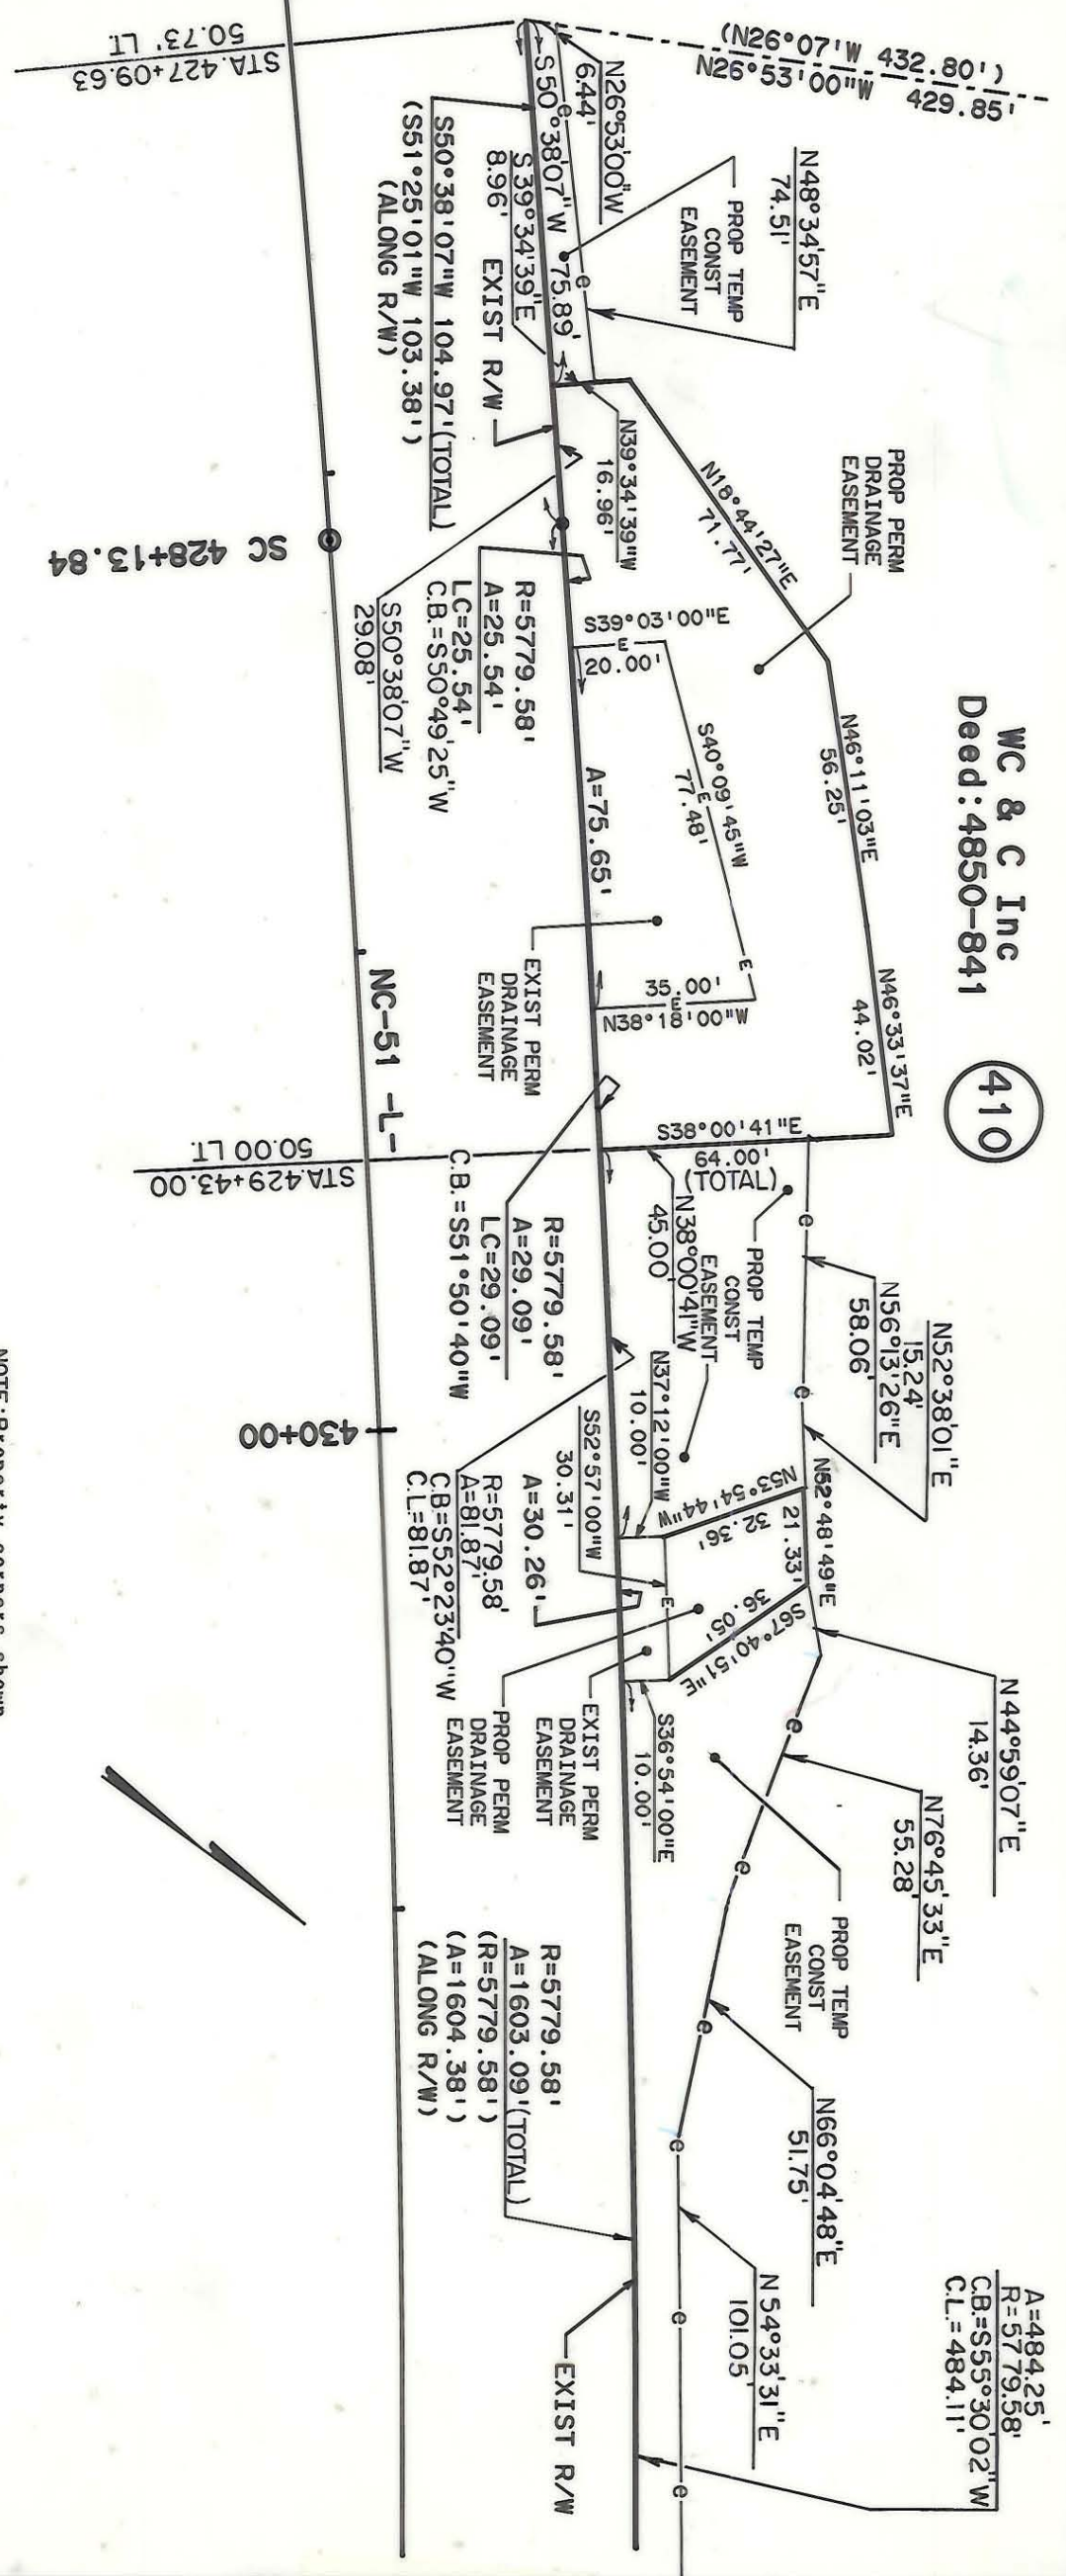 (N26°07'W 432.80')
N26°53'00"W 429.85'
STA. 427+09.63
50.73' LT.
N26°53'00"W
6.44'
S50°38'07"W 75.89'
S39°34'39"E
8.96'
EXIST R/W
S50°38'07"W 104.97'(TOTAL)
(S51°25'01"W 103.38')
(ALONG R/W)
N48°34'57"E
74.51'
PROP TEMP
CONST
EASEMENT
e
e
N39°34'39"W
16.96'
N18°44'27"E
71.77'
PROP PERM
DRAINAGE
EASEMENT
SC 428+13.84
S50°38'07"W
29.08'
R=5779.58'
A=25.54'
LC=25.54'
C.B.=S50°49'25"W
S39°03'00"E
E
20.00'
S40°09'45"W
E
77.48'
E
N46°11'03"E
56.25'
WC & C Inc
Deed:4850-841
410
A=75.65'
EXIST PERM
DRAINAGE
EASEMENT
35.00'
E
N38°18'00"W
N46°33'37"E
44.02'
NC-51 -L-
STA.429+43.00
50.00 LT.
S38°00'41"E
64.00'
(TOTAL)
N38°00'41"W
45.00'
R=5779.58'
A=29.09'
LC=29.09'
C.B.=S51°50'40"W
PROP TEMP
CONST
EASEMENT
e
e
N56°13'26"E
58.06'
N52°38'01"E
15.24'
430+00
N37°12'00"W
10.00'
S52°57'00"W
30.31'
A=30.26'
R=5779.58'
A=81.87'
C.B.=S52°23'40"W
C.L.=81.87'
N53°54'44"W
32.36'
N52°48'49"E
21.33'
S67°40'51"E
36.05'
E
N44°59'07"E
14.36'
S36°54'00"E
10.00'
EXIST PERM
DRAINAGE
EASEMENT
PROP PERM
DRAINAGE
EASEMENT
e
N76°45'33"E
55.28'
e
PROP TEMP
CONST
EASEMENT
R=5779.58'
A=1603.09'(TOTAL)
(R=5779.58')
(A=1604.38')
(ALONG R/W)
e
N66°04'48"E
51.75'
e
N54°33'31"E
101.05'
e
e
EXIST R/W
A=484.25'
R=5779.58'
C.B.=S55°30'02"W
C.L.=484.11'